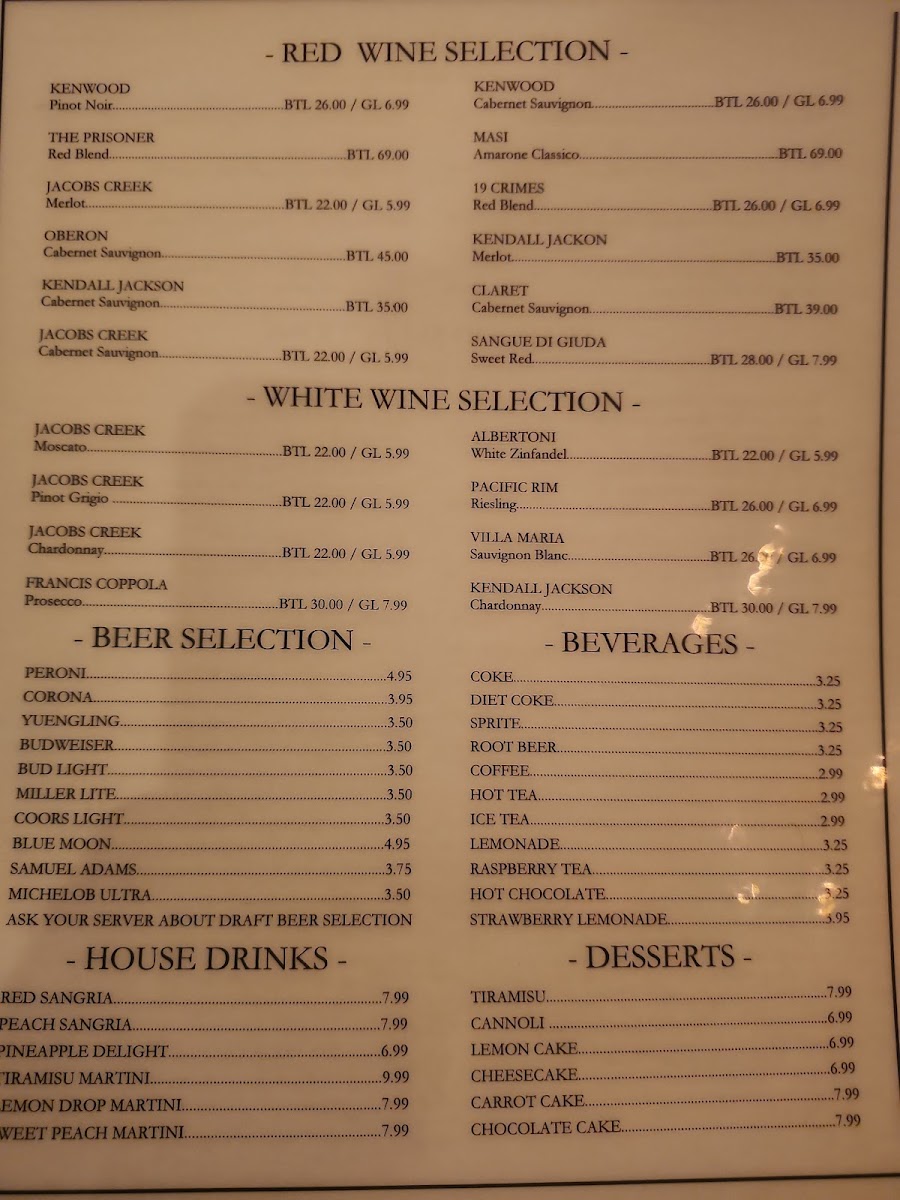 - RED WINE SELECTION -
KENWOOD
Pinot Noir BTL 26.00 / GL 6.99
THE PRISONER
Red Blend BTL 69.00
JACOBS CREEK
Merlot BTL 22.00 / GL 5.99
OBERON
Cabernet Sauvignon BTL 45.00
KENDALL JACKSON
Cabernet Sauvignon BTL 35.00
JACOBS CREEK
Cabernet Sauvignon BTL 22.00 / GL 5.99
KENWOOD
Cabernet Sauvignon BTL 26.00 / GL 6.99
MASI
Amarone Classico BTL 69.00
19 CRIMES
Red Blend BTL 26.00 / GL 6.99
KENDALL JACKON
Merlot BTL 35.00
CLARET
Cabernet Sauvignon BTL 39.00
SANGUE DI GIUDA
Sweet Red BTL 28.00 / GL 7.99
- WHITE WINE SELECTION -
JACOBS CREEK
Moscato BTL 22.00 / GL 5.99
JACOBS CREEK
Pinot Grigio BTL 22.00 / GL 5.99
JACOBS CREEK
Chardonnay BTL 22.00 / GL 5.99
FRANCIS COPPOLA
Prosecco BTL 30.00 / GL 7.99
ALBERTONI
White Zinfandel BTL 22.00 / GL 5.99
PACIFIC RIM
Riesling BTL 26.00 / GL 6.99
VILLA MARIA
Sauvignon Blanc BTL / GL 6.99
KENDALL JACKSON
Chardonnay BTL 30.00 / GL 7.99
- BEER SELECTION -
PERONI 4.95
CORONA 3.95
YUENGLING 3.50
BUDWEISER 3.50
BUD LIGHT 3.50
MILLER LITE 3.50
COORS LIGHT 3.50
BLUE MOON 4.95
SAMUEL ADAMS 3.75
MICHELOB ULTRA 3.50
ASK YOUR SERVER ABOUT DRAFT BEER SELECTION
- BEVERAGES -
COKE 3.25
DIET COKE 3.25
SPRITE 3.25
ROOT BEER 3.25
COFFEE 2.99
HOT TEA 2.99
ICE TEA 2.99
LEMONADE 3.25
RASPBERRY TEA 3.25
HOT CHOCOLATE 3.25
STRAWBERRY LEMONADE 3.95
- HOUSE DRINKS -
RED SANGRIA 7.99
PEACH SANGRIA 7.99
PINEAPPLE DELIGHT 6.99
TIRAMISU MARTINI 9.99
EMON DROP MARTINI 7.99
WEET PEACH MARTINI 7.99
- DESSERTS -
TIRAMISU 7.99
CANNOLI 6.99
LEMON CAKE 6.99
CHEESECAKE 6.99
CARROT CAKE 7.99
CHOCOLATE CAKE 7.99